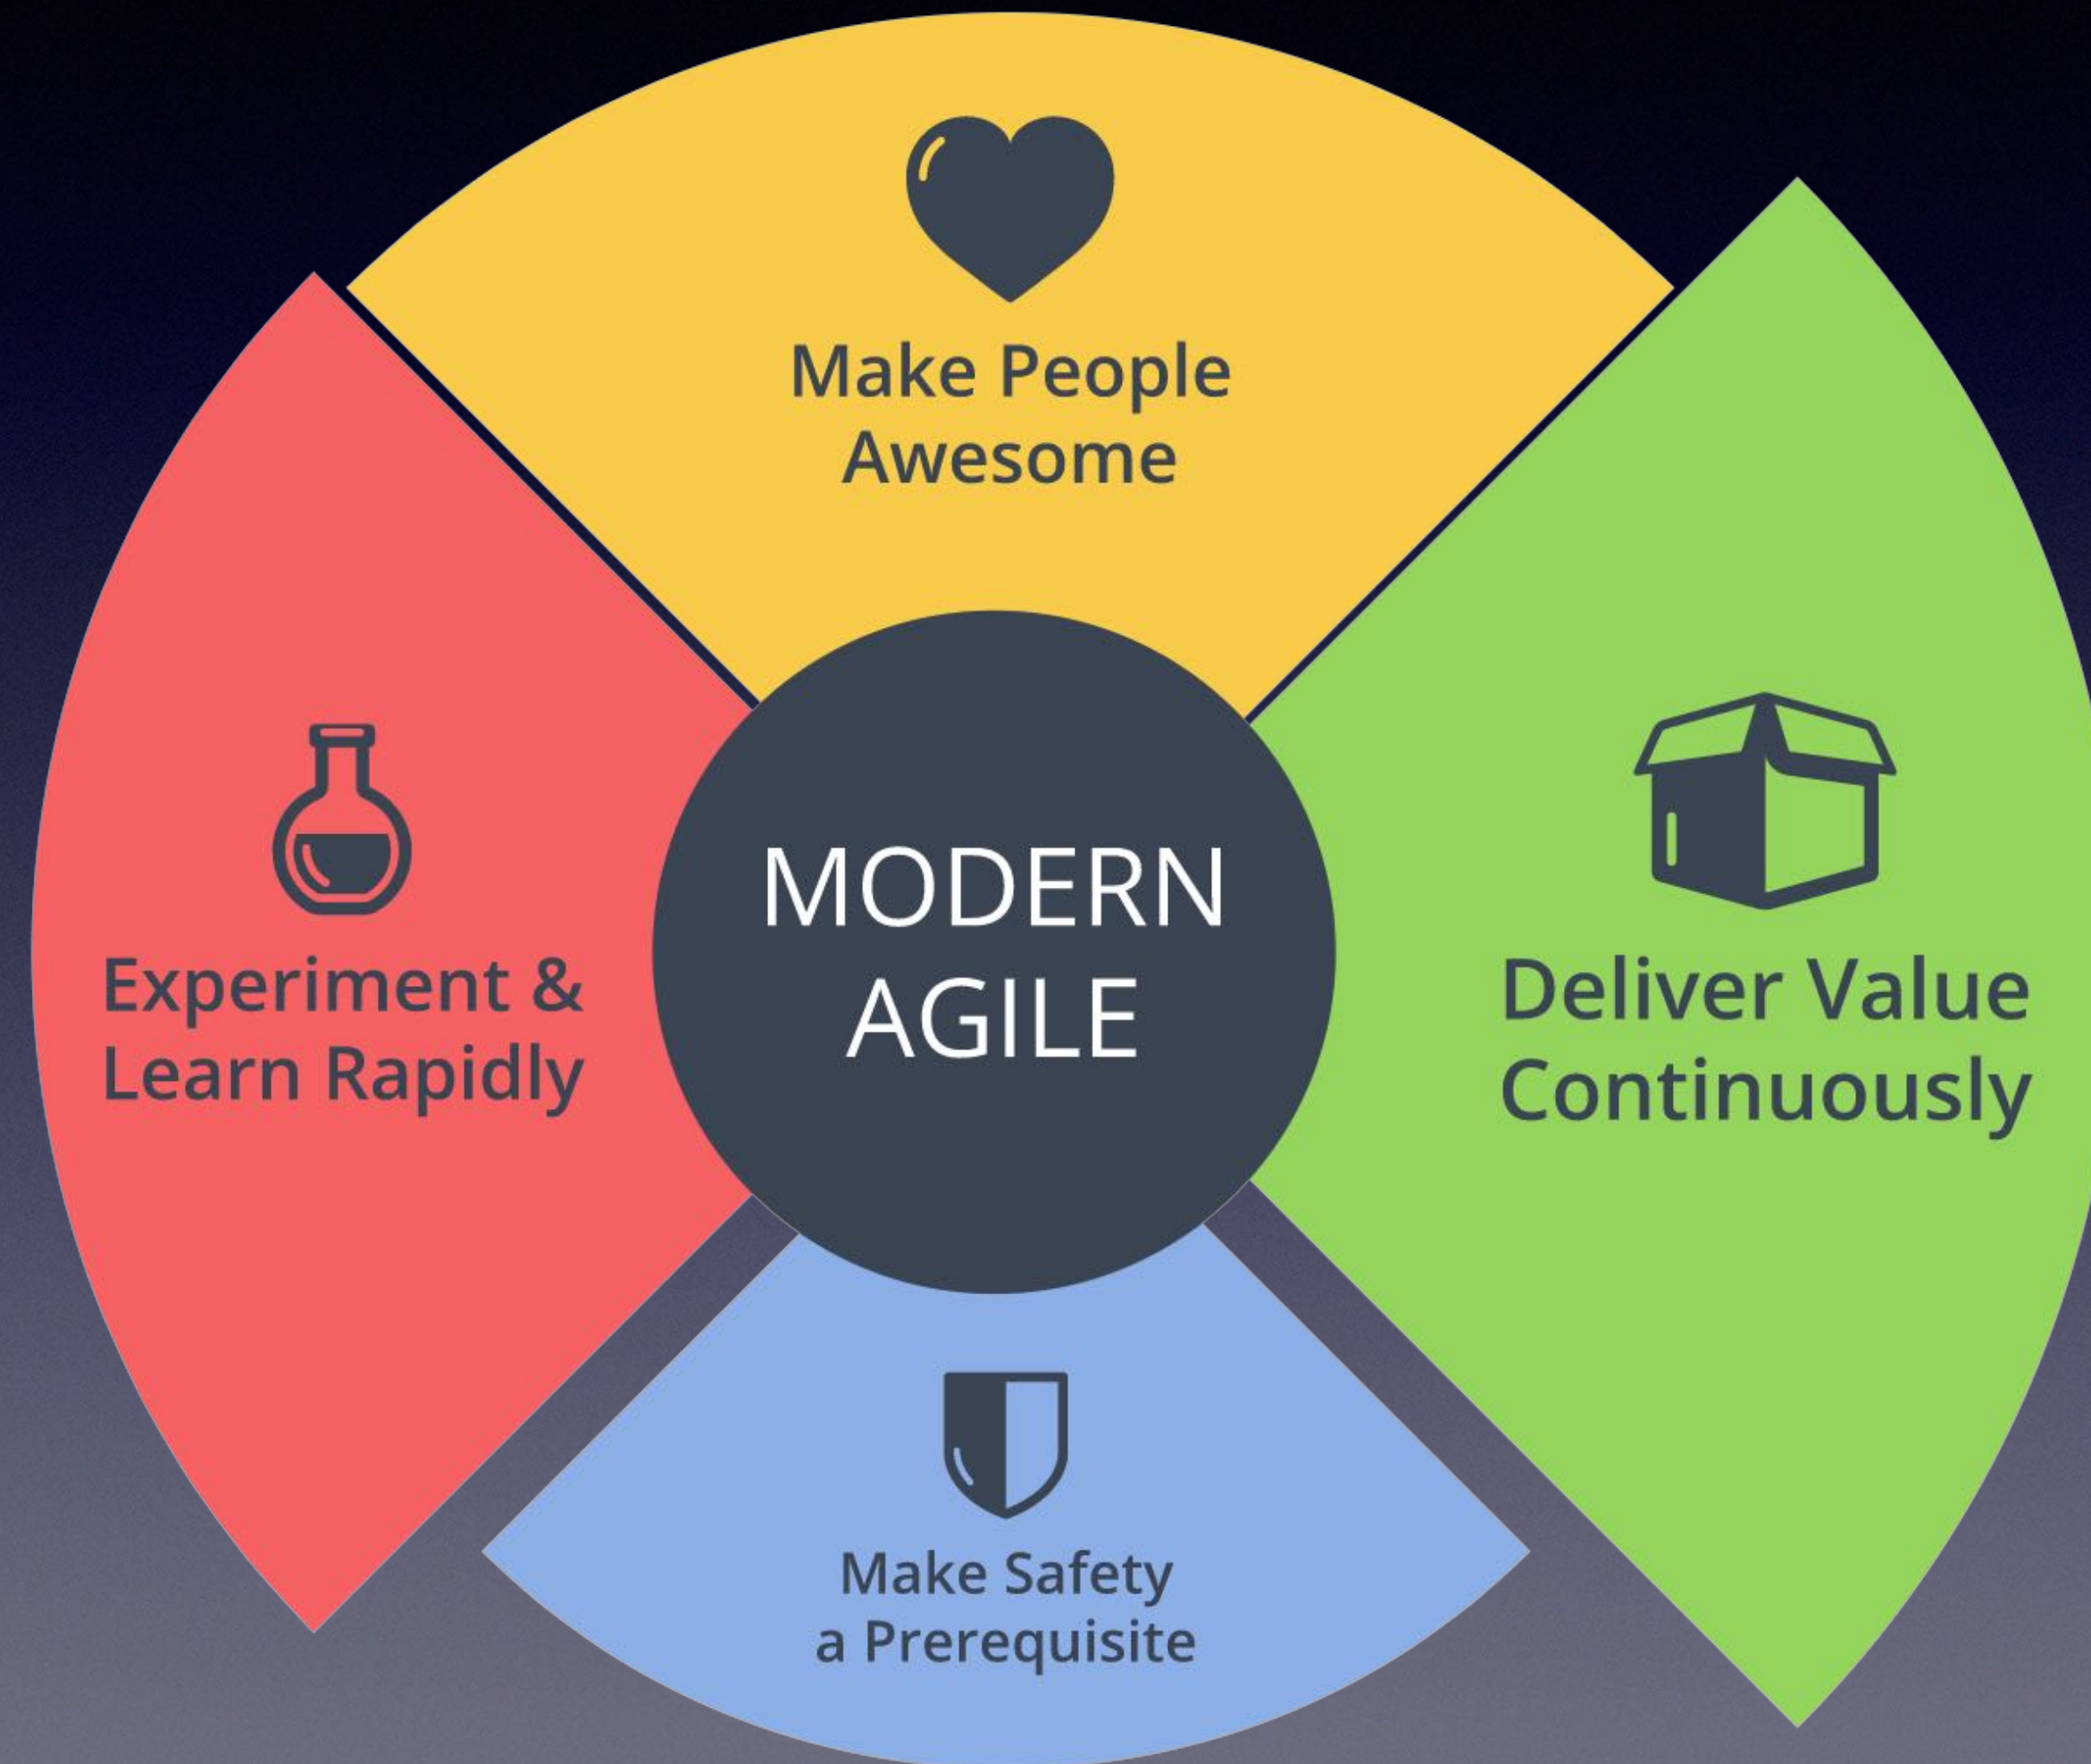 Make People
Awesome
MODERN
AGILE
Experiment &
Learn Rapidly
Deliver Value
Continuously
Make Safety
a Prerequisite